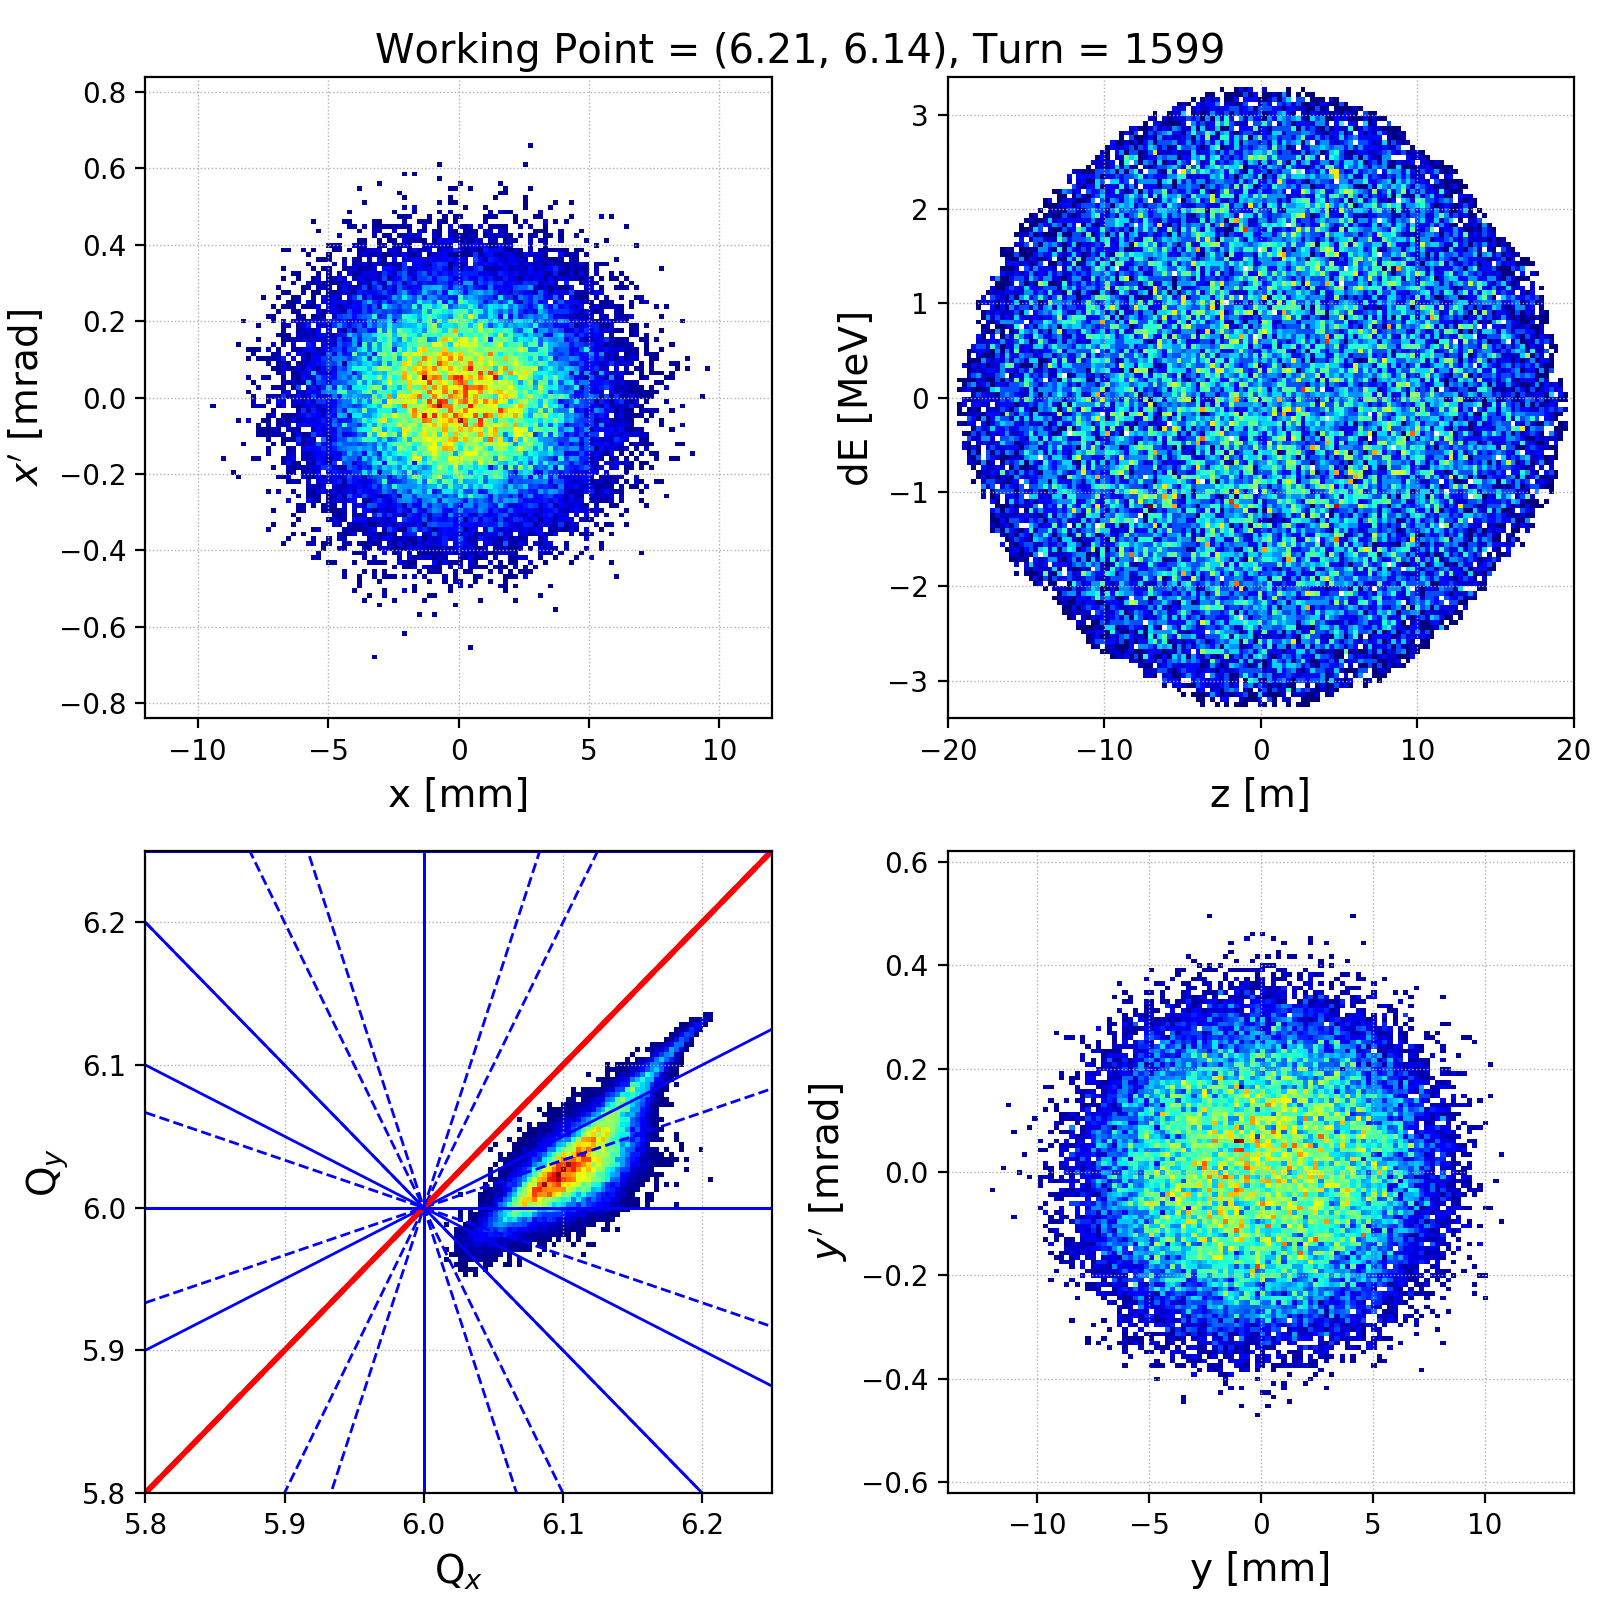 Working Point = (6.21, 6.14), Turn = 1599
0.8
0.6
0.4
0.2
0.0
−0.2
−0.4
−0.6
−0.8
x′ [mrad]
−10 −5 0 5 10
x [mm]
3
2
1
0
−1
−2
−3
dE [MeV]
−20 −10 0 10 20
z [m]
6.2
6.1
6.0
5.9
5.8
Qy
5.8 5.9 6.0 6.1 6.2
Qx
0.6
0.4
0.2
0.0
−0.2
−0.4
−0.6
y′ [mrad]
−10 −5 0 5 10
y [mm]